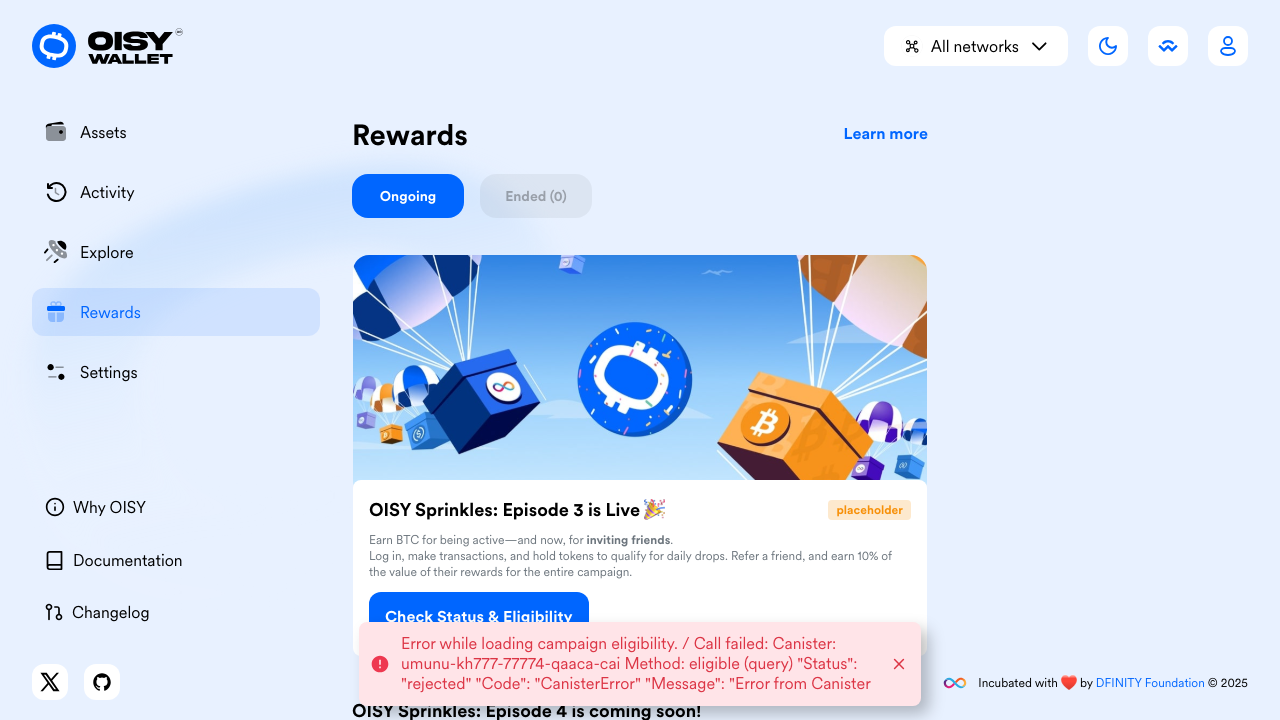 OISY
WALLET
All networks
Assets
Activity
Explore
Rewards
Settings
Why OISY
Documentation
Changelog
Rewards
Learn more
Ongoing
Ended (0)
OISY Sprinkles: Episode 3 is Live🎉
placeholder
Earn BTC for being active—and now, for inviting friends.
Log in, make transactions, and hold tokens to qualify for daily drops. Refer a friend, and earn 10% of
the value of their rewards for the entire campaign.
Check Status & Eligibility
Error while loading campaign eligibility. / Call failed: Canister:
umunu-kh777-77774-qaaca-cai Method: eligible (query) "Status":
"rejected" "Code": "CanisterError" "Message": "Error from Canister
OISY Sprinkles: Episode 4 is coming soon!
Incubated with ❤️ by DFINITY Foundation © 2025